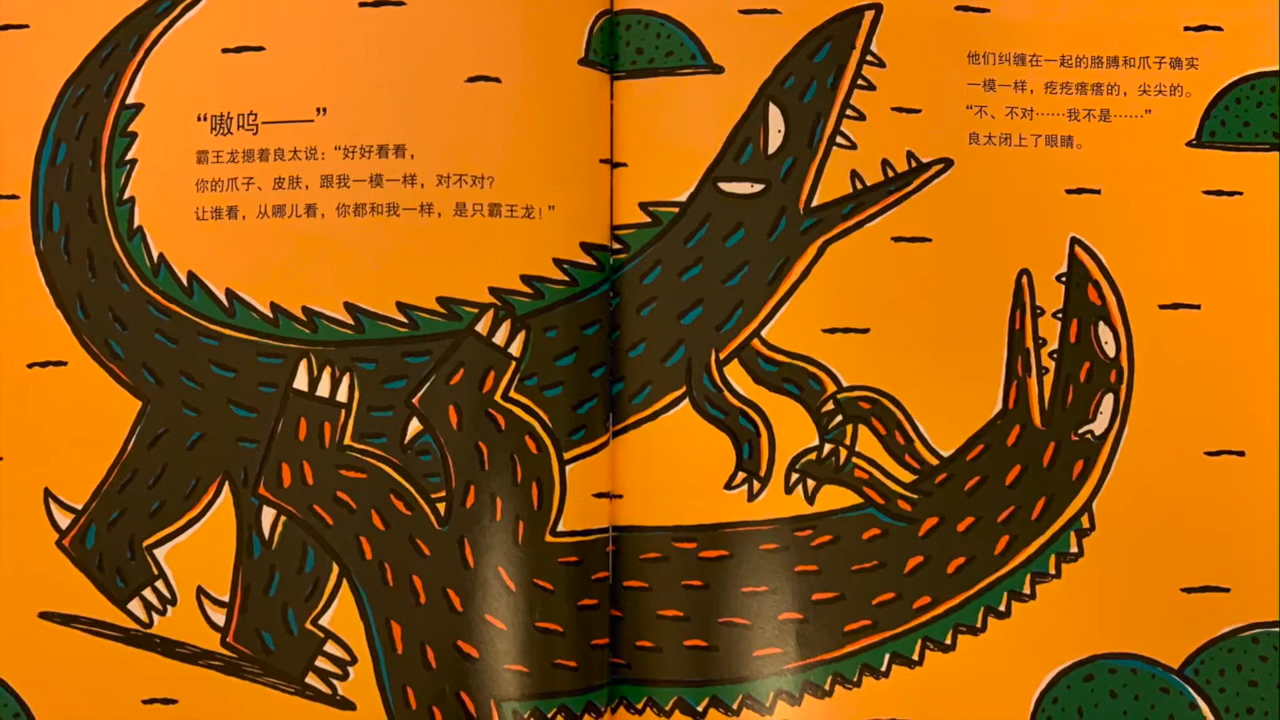 “嗷呜——”
霸王龙摁着良太说：“好好看看，
你的爪子、皮肤，跟我一模一样，对不对？
让谁看，从哪儿看，你都和我一样，是只霸王龙！”
他们纠缠在一起的胳膊和爪子确实
一模一样，疙疙瘩瘩的，尖尖的。
“不、不对……我不是……”
良太闭上了眼睛。